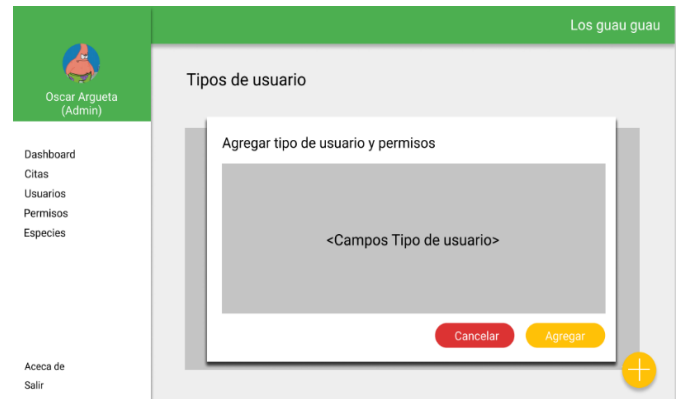 Los guau guau
Oscar Argueta
(Admin)
Tipos de usuario
Dashboard
Citas
Usuarios
Permisos
Especies
Agregar tipo de usuario y permisos
<Campos Tipo de usuario>
Cancelar
Agregar
Aceca de
Salir